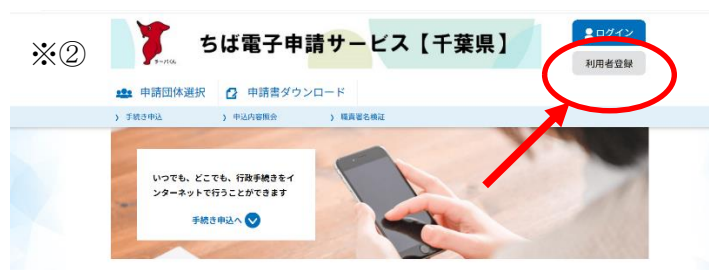 ※②
ちば電子申請サービス【千葉県】
ログイン
利用者登録
申請団体選択
申請書ダウンロード
手続き申込
申込内容照会
職責署名検証
いつでも、どこでも、行政手続きをイ
ンターネットで行うことができます
手続き申込へ